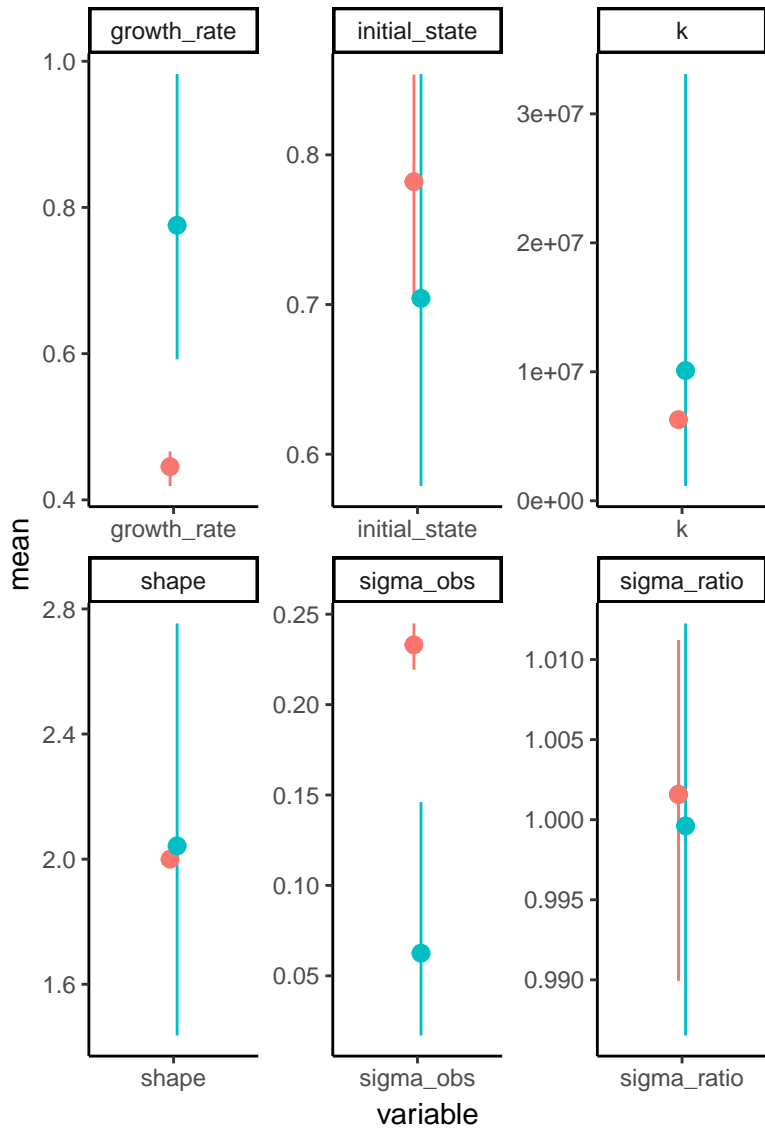 growth_rate
initial_state
k
1.0
0.8
0.6
0.4
0.8
0.7
0.6
3e+07
2e+07
1e+07
0e+00
growth_rate
initial_state
k
mean
shape
sigma_obs
sigma_ratio
2.8
2.4
2.0
1.6
0.25
0.20
0.15
0.10
0.05
1.010
1.005
1.000
0.995
0.990
shape
sigma_obs
sigma_ratio
variable